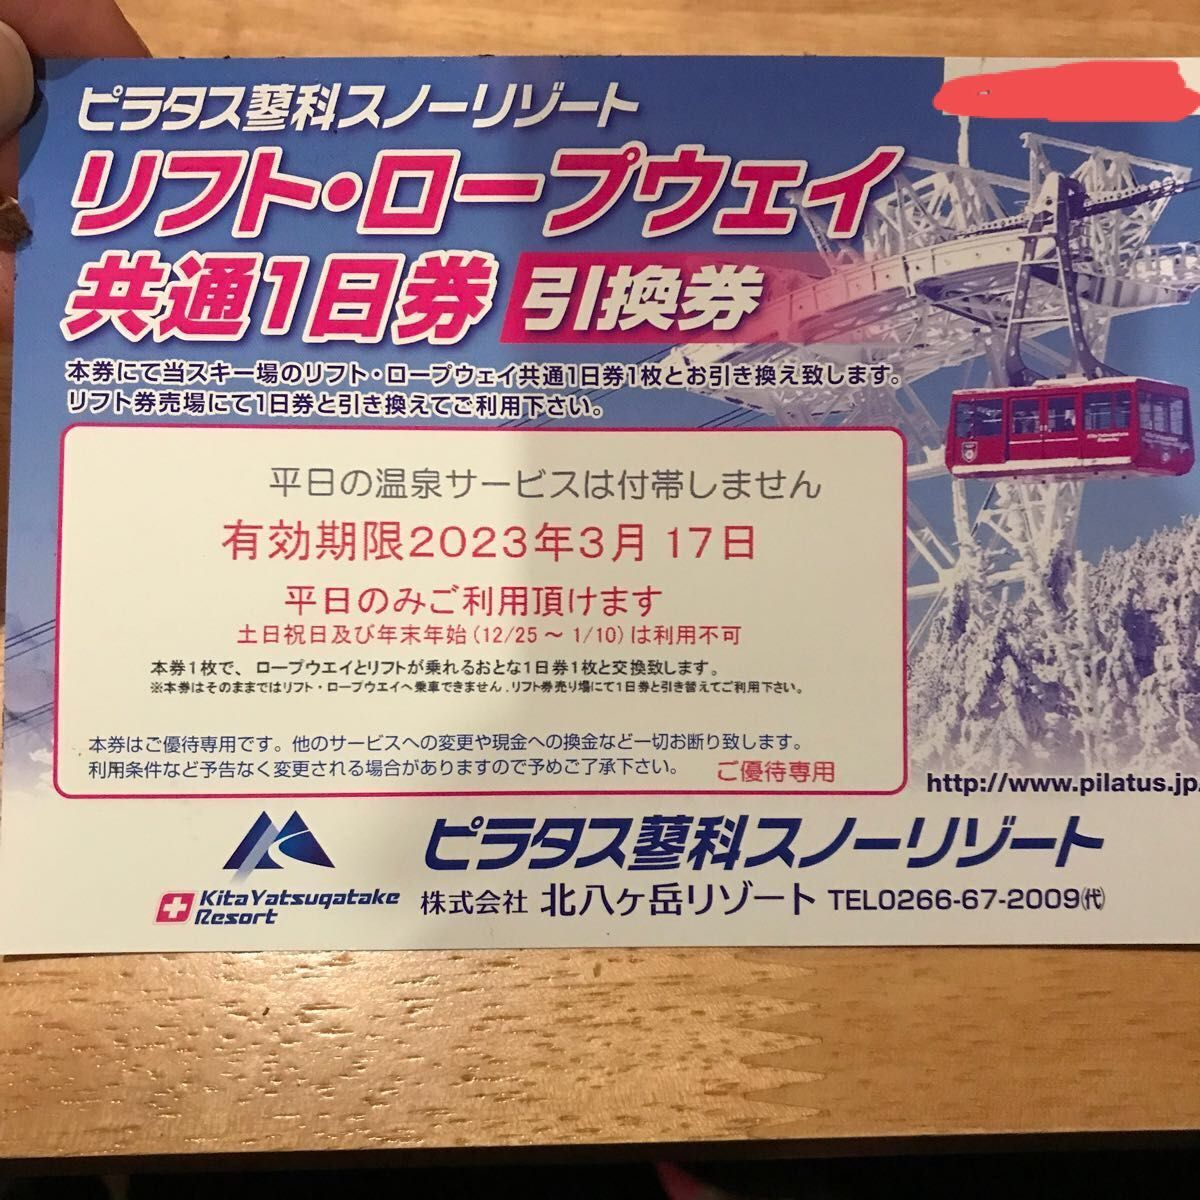 ピラタス蓼科スノーリゾート
リフト・ロープウェイ
共通1日券 引換券
本券にて当スキー場のリフト・ロープウェイ共通1日券1枚とお引き換え致します。
リフト券売場にて1日券と引き換えてご利用下さい。
平日の温泉サービスは付帯しません
有効期限2023年3月17日
平日のみご利用頂けます
土日祝日及び年末年始(12/25～1/10)は利用不可
本券1枚で、ロープウエイとリフトが乗れるおとな1日券1枚と交換致します。
※本券はそのままではリフト・ロープウエイへ乗車できません.リフト券売り場にて1日券と引き替えてご利用下さい。
本券はご優待専用です。他のサービスへの変更や現金への換金など一切お断り致します。
利用条件など予告なく変更される場合がありますので予めご了承下さい。 ご優待専用
http://www.pilatus.jp
ピラタス蓼科スノーリゾート
KitaYatsugatake
Resort
株式会社 北八ヶ岳リゾート TEL0266-67-2009㈹